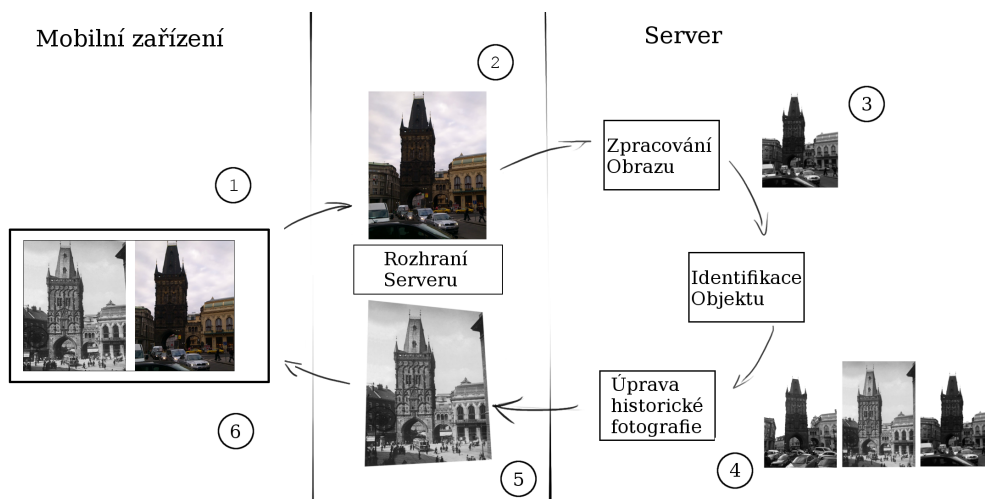 Mobilní zařízení
Server
2
3
1
Zpracování
Obrazu
Rozhraní
Serveru
Identifikace
Objektu
Úprava
historické
fotografie
6
5
4